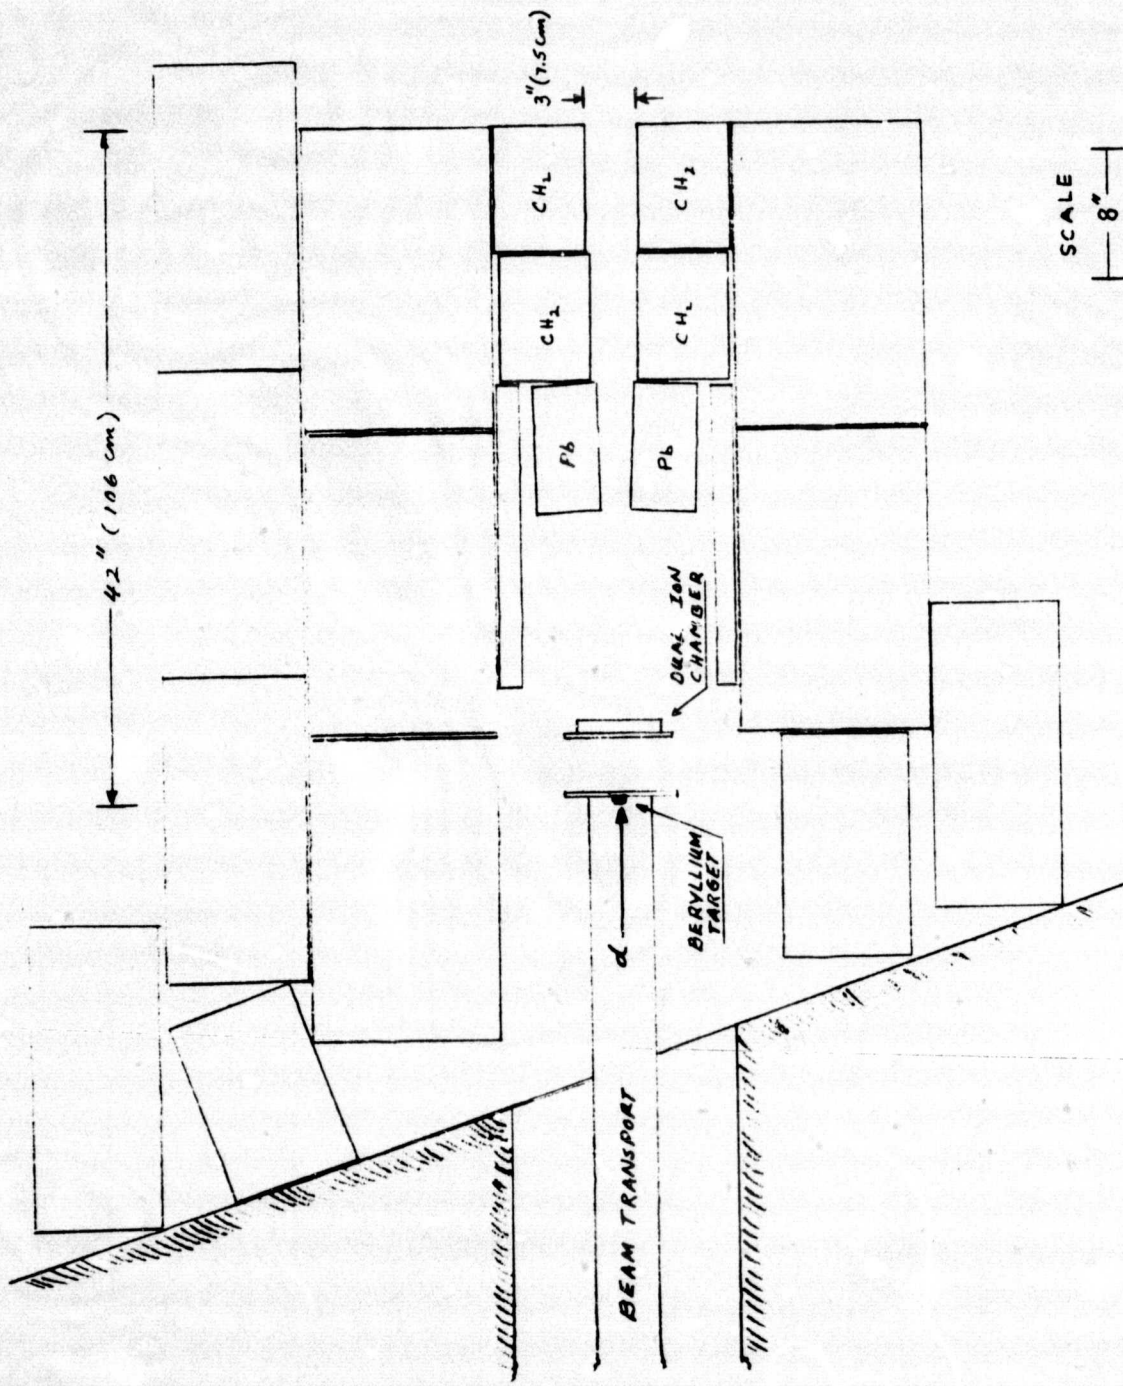 42" (106 cm)
3" (7.5 cm)
CH₂
CH₂
CH₂
CH₂
Pb
Pb
SCALE
8"
DUAL ION
CHAMBER
d
BERYLLIUM
TARGET
BEAM TRANSPORT